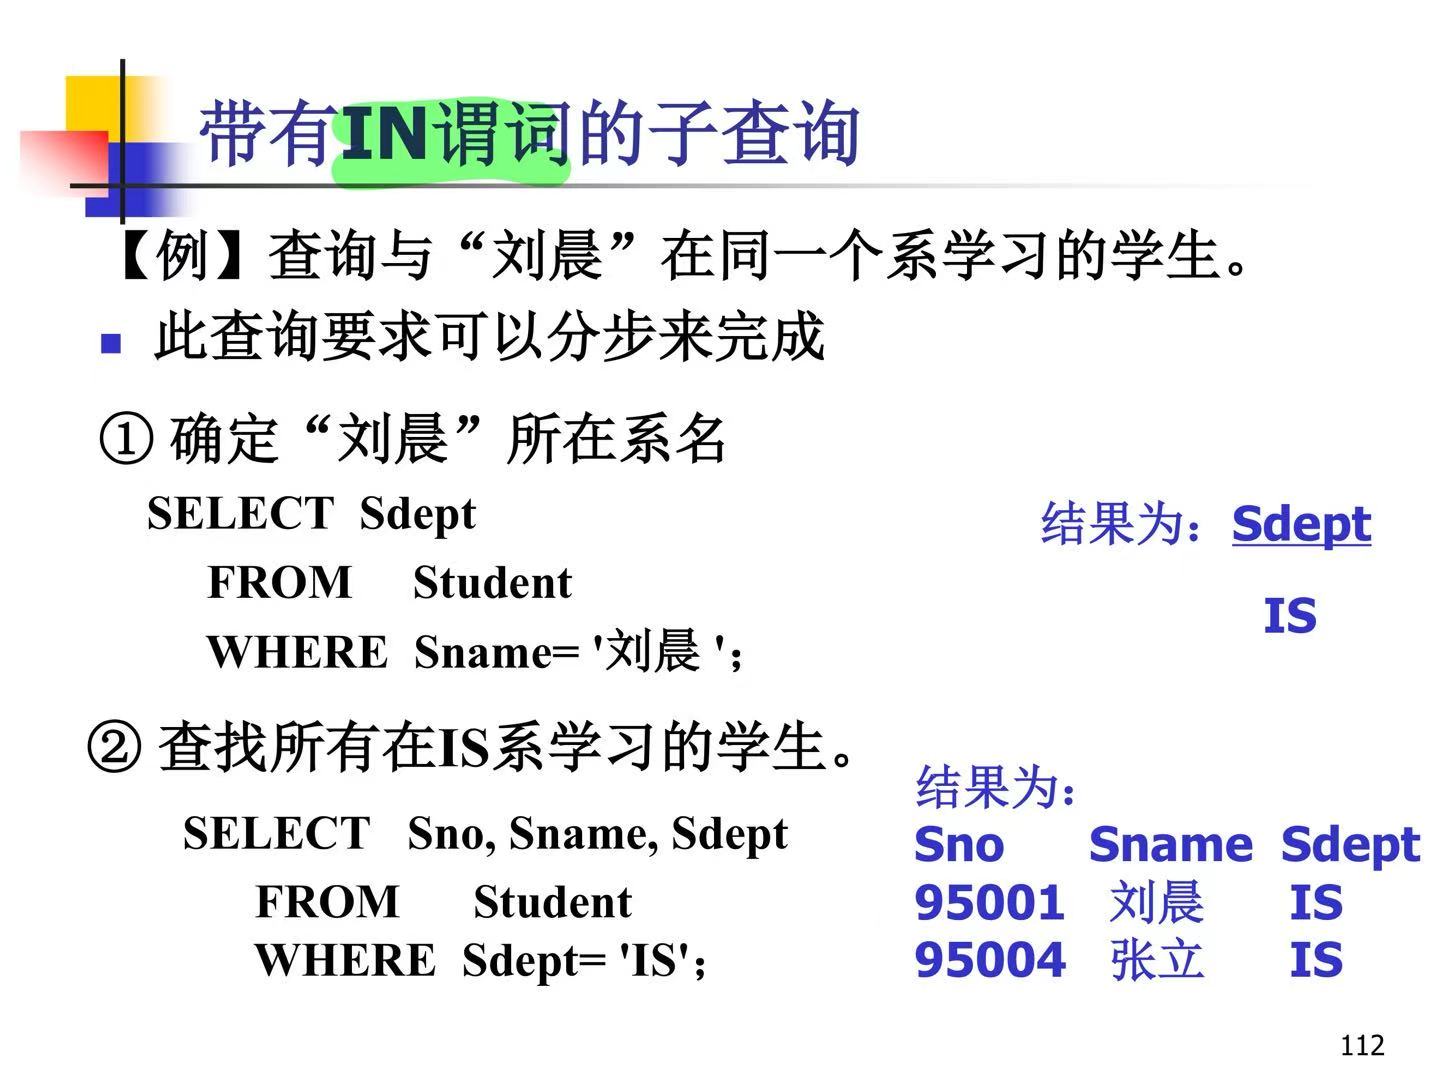 带有IN谓词的子查询
【例】查询与“刘晨”在同一个系学习的学生。
此查询要求可以分步来完成
① 确定“刘晨”所在系名
SELECT Sdept
FROM Student
WHERE Sname= '刘晨 ';
结果为：Sdept
IS
② 查找所有在IS系学习的学生。
SELECT Sno, Sname, Sdept
FROM Student
WHERE Sdept= 'IS';
结果为：
Sno Sname Sdept
95001 刘晨 IS
95004 张立 IS
112